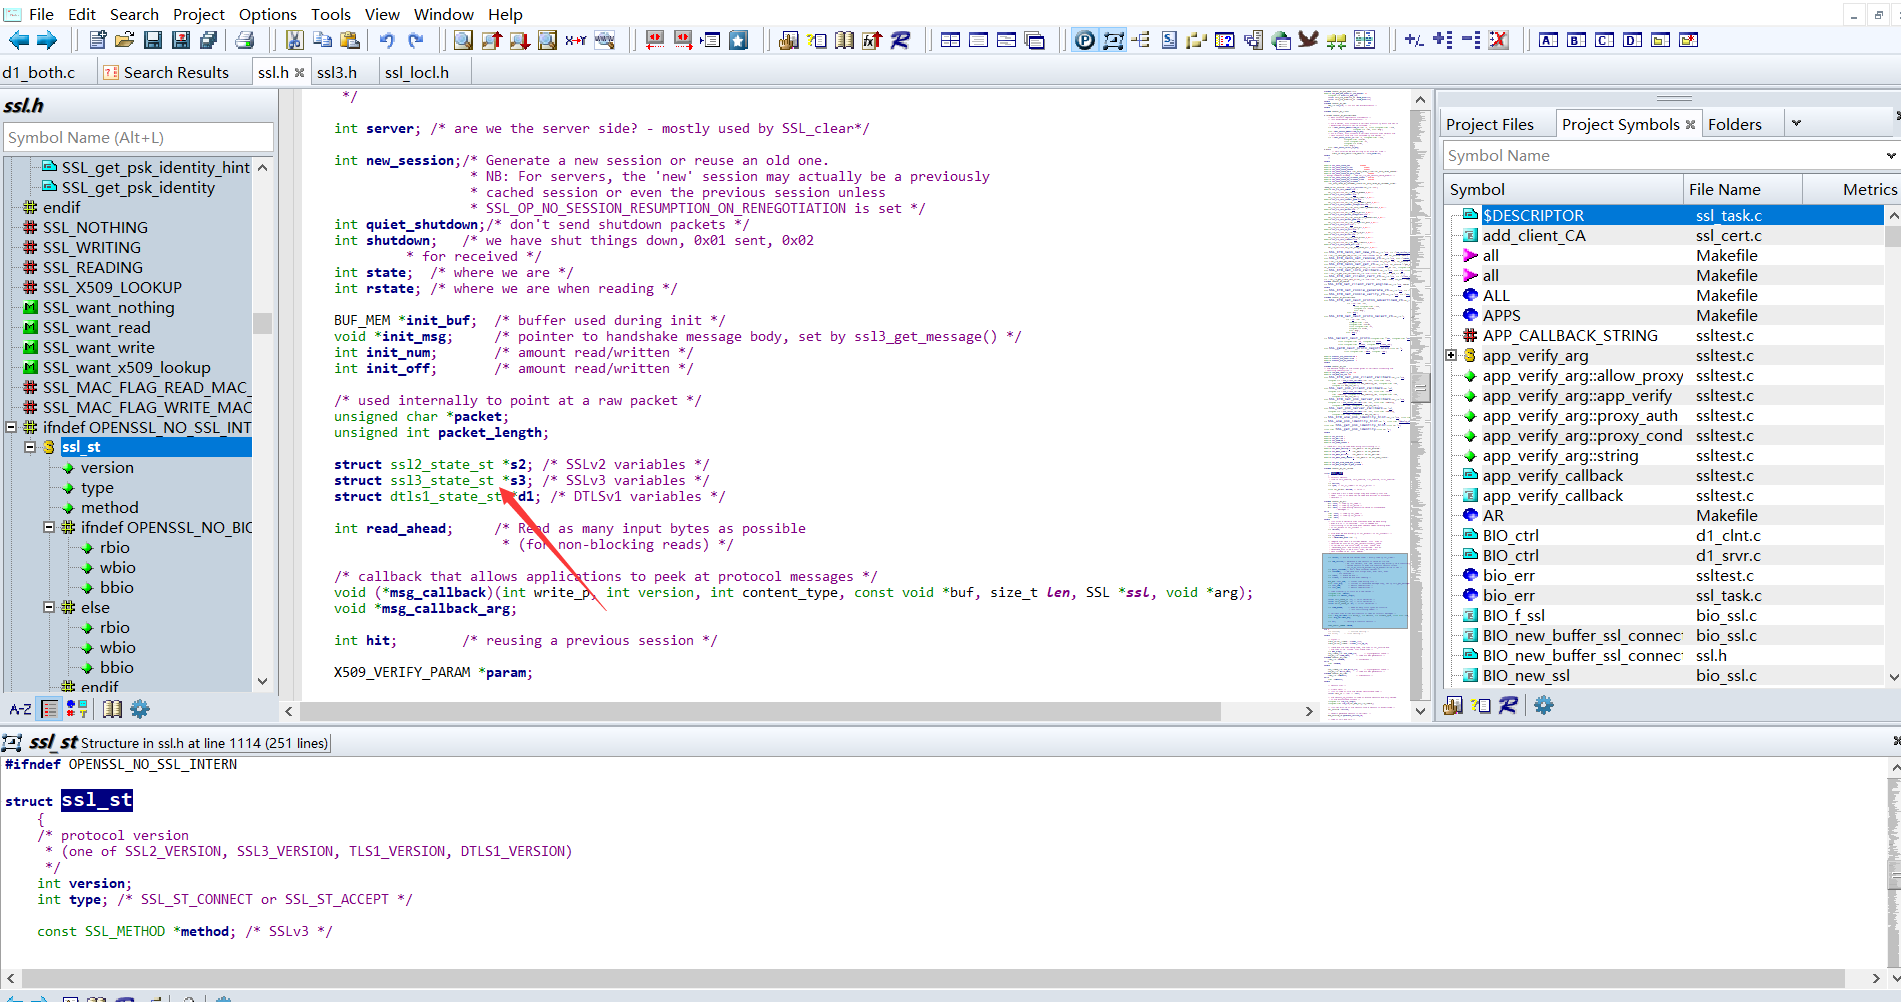 File Edit Search Project Options Tools View Window Help
d1_both.c Search Results ssl.h ssl3.h ssl_locl.h
ssl.h
Symbol Name (Alt+L)
SSL_get_psk_identity_hint
SSL_get_psk_identity
endif
SSL_NOTHING
SSL_WRITING
SSL_READING
SSL_X509_LOOKUP
SSL_want_nothing
SSL_want_read
SSL_want_write
SSL_want_x509_lookup
SSL_MAC_FLAG_READ_MAC_
SSL_MAC_FLAG_WRITE_MAC
ifndef OPENSSL_NO_SSL_INT
ssl_st
version
type
method
ifndef OPENSSL_NO_BIO
rbio
wbio
bbio
else
rbio
wbio
bbio
endif
A-Z
*/
int server; /* are we the server side? - mostly used by SSL_clear*/
int new_session;/* Generate a new session or reuse an old one.
* NB: For servers, the 'new' session may actually be a previously
* cached session or even the previous session unless
* SSL_OP_NO_SESSION_RESUMPTION_ON_RENEGOTIATION is set */
int quiet_shutdown;/* don't send shutdown packets */
int shutdown; /* we have shut things down, 0x01 sent, 0x02
* for received */
int state; /* where we are */
int rstate; /* where we are when reading */
BUF_MEM *init_buf; /* buffer used during init */
void *init_msg; /* pointer to handshake message body, set by ssl3_get_message() */
int init_num; /* amount read/written */
int init_off; /* amount read/written */
/* used internally to point at a raw packet */
unsigned char *packet;
unsigned int packet_length;
struct ssl2_state_st *s2; /* SSLv2 variables */
struct ssl3_state_st *s3; /* SSLv3 variables */
struct dtls1_state_st *d1; /* DTLSv1 variables */
int read_ahead; /* Read as many input bytes as possible
* (for non-blocking reads) */
/* callback that allows applications to peek at protocol messages */
void (*msg_callback)(int write_p, int version, int content_type, const void *buf, size_t len, SSL *ssl, void *arg);
void *msg_callback_arg;
int hit; /* reusing a previous session */
X509_VERIFY_PARAM *param;
Project Files Project Symbols Folders
Symbol Name
Symbol File Name Metrics
$DESCRIPTOR ssl_task.c
add_client_CA ssl_cert.c
all Makefile
all Makefile
ALL Makefile
APPS Makefile
APP_CALLBACK_STRING ssltest.c
app_verify_arg ssltest.c
app_verify_arg::allow_proxy ssltest.c
app_verify_arg::app_verify ssltest.c
app_verify_arg::proxy_auth ssltest.c
app_verify_arg::proxy_cond ssltest.c
app_verify_arg::string ssltest.c
app_verify_callback ssltest.c
app_verify_callback ssltest.c
AR Makefile
BIO_ctrl d1_clnt.c
BIO_ctrl d1_srvr.c
bio_err ssltest.c
bio_err ssl_task.c
BIO_f_ssl bio_ssl.c
BIO_new_buffer_ssl_connec bio_ssl.c
BIO_new_buffer_ssl_connec ssl.h
BIO_new_ssl bio_ssl.c
ssl_st Structure in ssl.h at line 1114 (251 lines)
#ifndef OPENSSL_NO_SSL_INTERN
struct ssl_st
{
/* protocol version
* (one of SSL2_VERSION, SSL3_VERSION, TLS1_VERSION, DTLS1_VERSION)
*/
int version;
int type; /* SSL_ST_CONNECT or SSL_ST_ACCEPT */
const SSL_METHOD *method; /* SSLv3 */